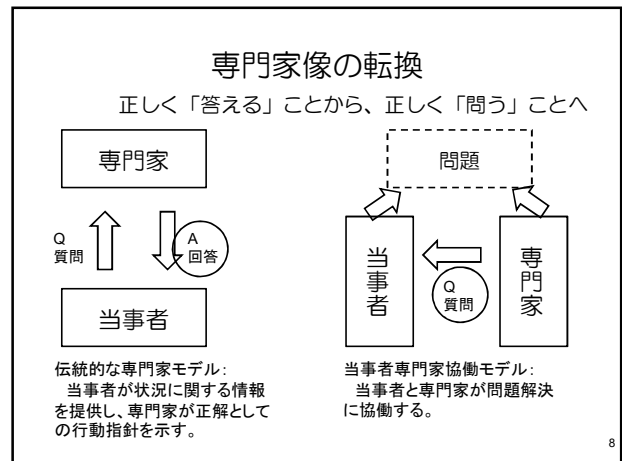 専門家像の転換
正しく「答える」ことから、正しく「問う」ことへ
専門家
Q
質問
A
回答
当事者
伝統的な専門家モデル：
当事者が状況に関する情報
を提供し、専門家が正解として
の行動指針を示す。
問題
当事者
Q
質問
専門家
当事者専門家協働モデル：
当事者と専門家が問題解決
に協働する。
8